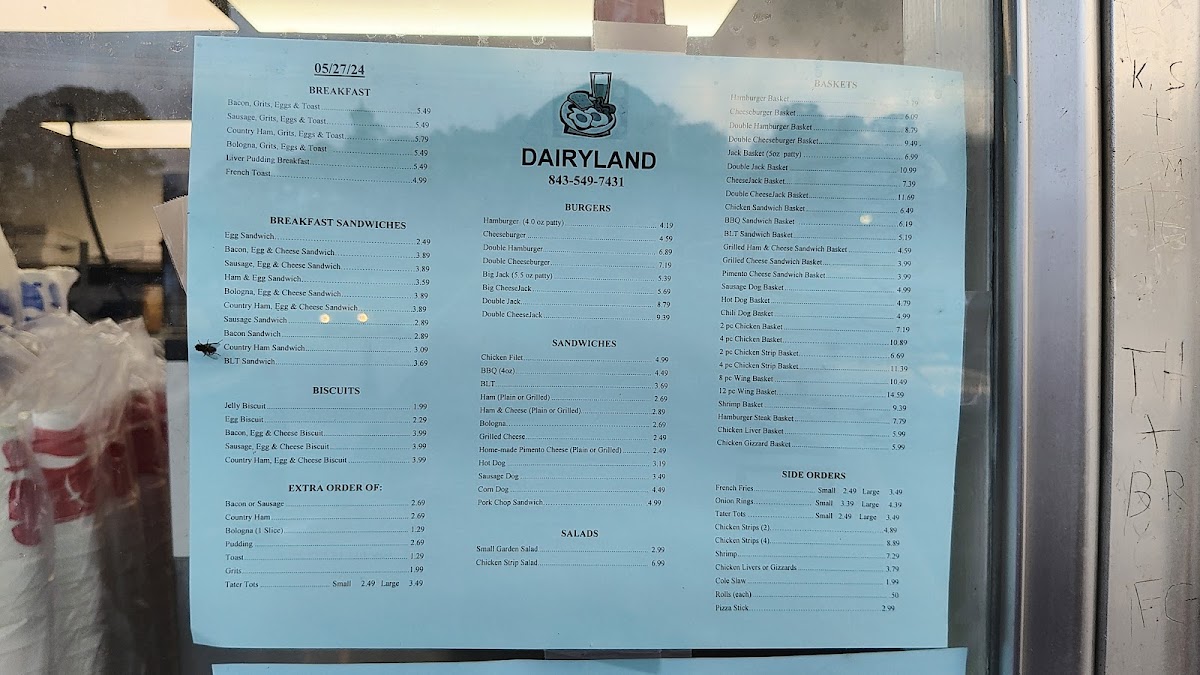 05/27/24
BREAKFAST
Bacon, Grits, Eggs & Toast 5.49
Sausage, Grits, Eggs & Toast 5.49
Country Ham, Grits, Eggs & Toast 5.79
Bologna, Grits, Eggs & Toast 5.49
Liver Pudding Breakfast 5.49
French Toast 4.99
BREAKFAST SANDWICHES
Egg Sandwich 2.49
Bacon, Egg & Cheese Sandwich 3.89
Sausage, Egg & Cheese Sandwich 3.89
Ham & Egg Sandwich 3.59
Bologna, Egg & Cheese Sandwich 3.89
Country Ham, Egg & Cheese Sandwich 3.89
Sausage Sandwich 2.89
Bacon Sandwich 2.89
Country Ham Sandwich 3.09
BLT Sandwich 3.69
BISCUITS
Jelly Biscuit 1.99
Egg Biscuit 2.29
Bacon, Egg & Cheese Biscuit 3.99
Sausage, Egg & Cheese Biscuit 3.99
Country Ham, Egg & Cheese Biscuit 3.99
EXTRA ORDER OF:
Bacon or Sausage 2.69
Country Ham 2.69
Bologna (1 Slice) 1.29
Pudding 2.69
Toast 1.29
Grits 1.99
Tater Tots Small 2.49 Large 3.49
DAIRYLAND
843-549-7431
BURGERS
Hamburger (4.0 oz patty) 4.19
Cheeseburger 4.59
Double Hamburger 6.89
Double Cheeseburger 7.19
Big Jack (5.5 oz patty) 5.39
Big CheeseJack 5.69
Double Jack 8.79
Double CheeseJack 9.39
SANDWICHES
Chicken Filet 4.99
BBQ (4oz) 4.49
BLT 3.69
Ham (Plain or Grilled) 2.69
Ham & Cheese (Plain or Grilled) 2.89
Bologna 2.69
Grilled Cheese 2.49
Home-made Pimento Cheese (Plain or Grilled) 2.49
Hot Dog 3.19
Sausage Dog 3.49
Corn Dog 4.49
Pork Chop Sandwich 4.99
SALADS
Small Garden Salad 2.99
Chicken Strip Salad 6.99
BASKETS
Hamburger Basket
Cheeseburger Basket 6.09
Double Hamburger Basket 8.79
Double Cheeseburger Basket 9.49
Jack Basket (5oz patty) 6.99
Double Jack Basket 10.99
CheeseJack Basket 7.39
Double CheeseJack Basket 11.69
Chicken Sandwich Basket 6.49
BBQ Sandwich Basket 6.19
BLT Sandwich Basket 5.19
Grilled Ham & Cheese Sandwich Basket 4.59
Grilled Cheese Sandwich Basket 3.99
Pimento Cheese Sandwich Basket 3.99
Sausage Dog Basket 4.99
Hot Dog Basket 4.79
Chili Dog Basket 4.99
2 pc Chicken Basket 7.19
4 pc Chicken Basket 10.89
2 pc Chicken Strip Basket 6.69
4 pc Chicken Strip Basket 11.39
8 pc Wing Basket 10.49
12 pc Wing Basket 14.59
Shrimp Basket 9.39
Hamburger Steak Basket 7.79
Chicken Liver Basket 5.99
Chicken Gizzard Basket 5.99
SIDE ORDERS
French Fries Small 2.49 Large 3.49
Onion Rings Small 3.39 Large 4.39
Tater Tots Small 2.49 Large 3.49
Chicken Strips (2) 4.89
Chicken Strips (4) 8.89
Shrimp 7.29
Chicken Livers or Gizzards 3.79
Cole Slaw 1.99
Rolls (each) .50
Pizza Stick 2.99
K.S
+
TH
+
BP